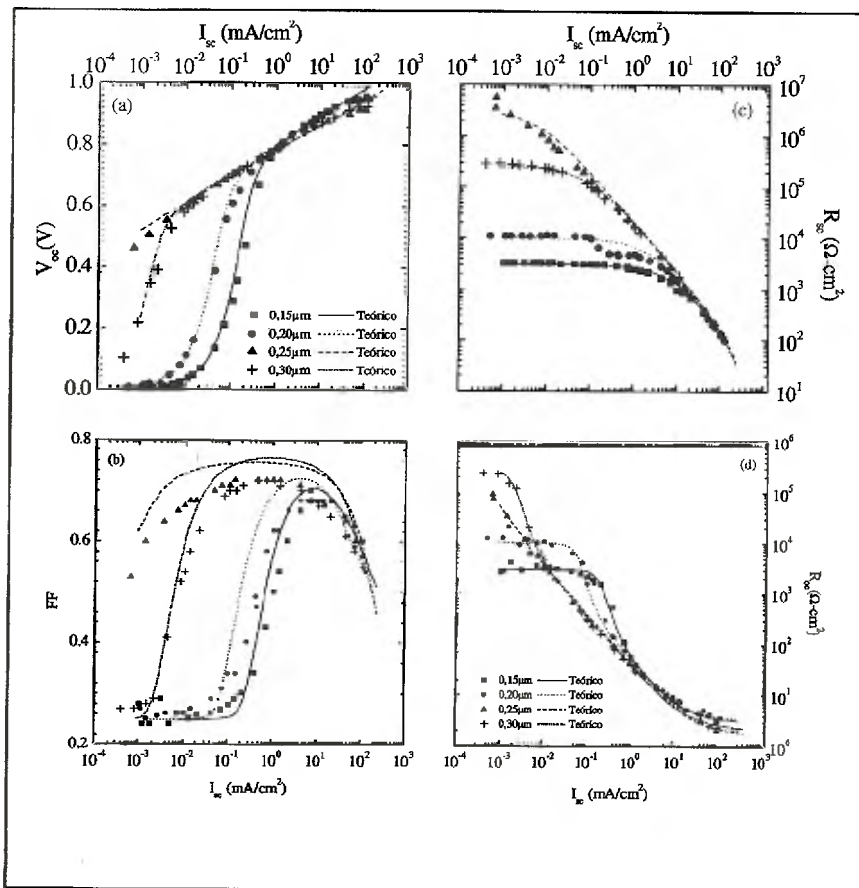 I_sc (mA/cm²)
10⁻⁴ 10⁻³ 10⁻² 10⁻¹ 10⁰ 10¹ 10² 10³
(a)
V_oc(V)
1.0
0.8
0.6
0.4
0.2
0.0
0,15µm Teórico
0,20µm Teórico
0,25µm Teórico
0,30µm Teórico
I_sc (mA/cm²)
10⁻⁴ 10⁻³ 10⁻² 10⁻¹ 10⁰ 10¹ 10² 10³
(c)
10⁷
10⁶
10⁵
10⁴
10³
10²
10¹
R_sc (Ω-cm²)
(b)
FF
0.8
0.6
0.4
0.2
10⁻⁴ 10⁻³ 10⁻² 10⁻¹ 10⁰ 10¹ 10² 10³
I_sc (mA/cm²)
(d)
10⁶
10⁵
10⁴
10³
10²
10¹
10⁰
R_oc (Ω-cm²)
0,15µm Teórico
0,20µm Teórico
0,25µm Teórico
0,30µm Teórico
10⁻⁴ 10⁻³ 10⁻² 10⁻¹ 10⁰ 10¹ 10² 10³
I_sc (mA/cm²)